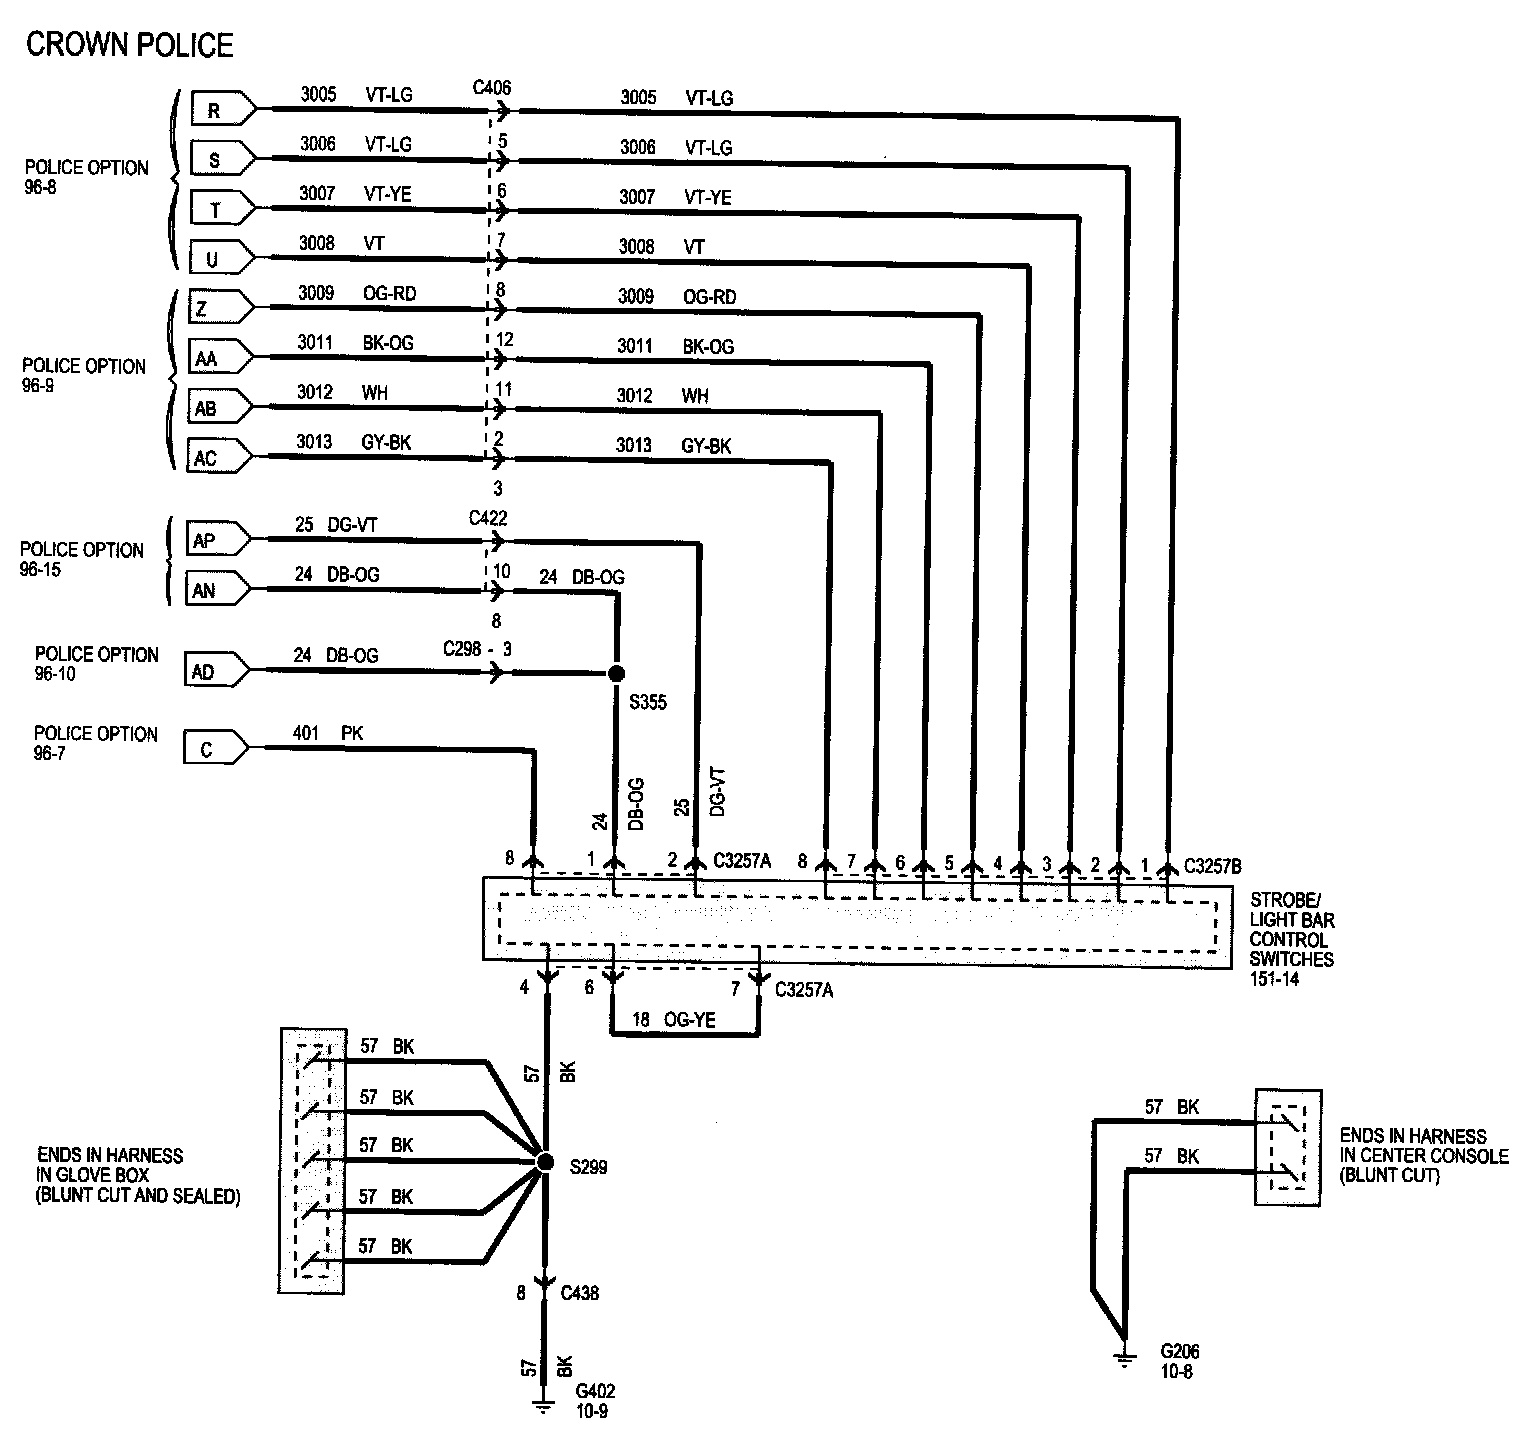 CROWN POLICE
C406
R 3005 VT-LG 3005 VT-LG
5
S 3006 VT-LG 3006 VT-LG
POLICE OPTION
96-8
6
T 3007 VT-YE 3007 VT-YE
7
U 3008 VT 3008 VT
8
Z 3009 OG-RD 3009 OG-RD
12
AA 3011 BK-OG 3011 BK-OG
POLICE OPTION
96-9
11
AB 3012 WH 3012 WH
2
AC 3013 GY-BK 3013 GY-BK
3
C422
AP 25 DG-VT
POLICE OPTION
96-15
10
AN 24 DB-OG 24 DB-OG
8
C298 - 3
POLICE OPTION
96-10
AD 24 DB-OG
S355
POLICE OPTION
96-7
C 401 PK
24 DB-OG
25 DG-VT
8 1 2 C3257A 8 7 6 5 4 3 2 1 C3257B
STROBE/
LIGHT BAR
CONTROL
SWITCHES
151-14
4 6 7 C3257A
18 OG-YE
57 BK
57 BK
57 BK
57 BK
57 BK
57 BK
ENDS IN HARNESS
IN GLOVE BOX
(BLUNT CUT AND SEALED)
S299
8 C438
57 BK
G402
10-9
57 BK
57 BK
ENDS IN HARNESS
IN CENTER CONSOLE
(BLUNT CUT)
G206
10-8